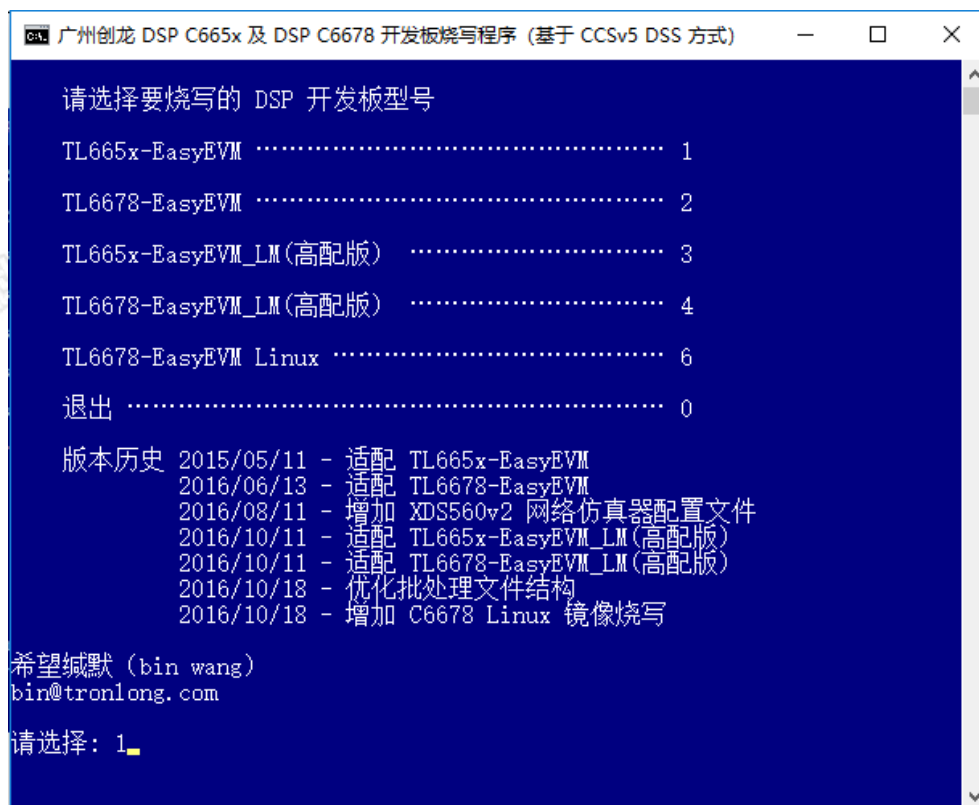 广州创龙 DSP C665x 及 DSP C6678 开发板烧写程序 (基于 CCSv5 DSS 方式)
请选择要烧写的 DSP 开发板型号
TL665x-EasyEVM ………………………………………… 1
TL6678-EasyEVM ………………………………………… 2
TL665x-EasyEVM_LM(高配版) ………………………… 3
TL6678-EasyEVM_LM(高配版) ………………………… 4
TL6678-EasyEVM Linux ………………………………… 6
退出 ……………………………………………………… 0
版本历史 2015/05/11 - 适配 TL665x-EasyEVM
2016/06/13 - 适配 TL6678-EasyEVM
2016/08/11 - 增加 XDS560v2 网络仿真器配置文件
2016/10/11 - 适配 TL665x-EasyEVM_LM(高配版)
2016/10/11 - 适配 TL6678-EasyEVM_LM(高配版)
2016/10/18 - 优化批处理文件结构
2016/10/18 - 增加 C6678 Linux 镜像烧写
希望缄默 (bin wang)
bin@tronlong.com
请选择: 1